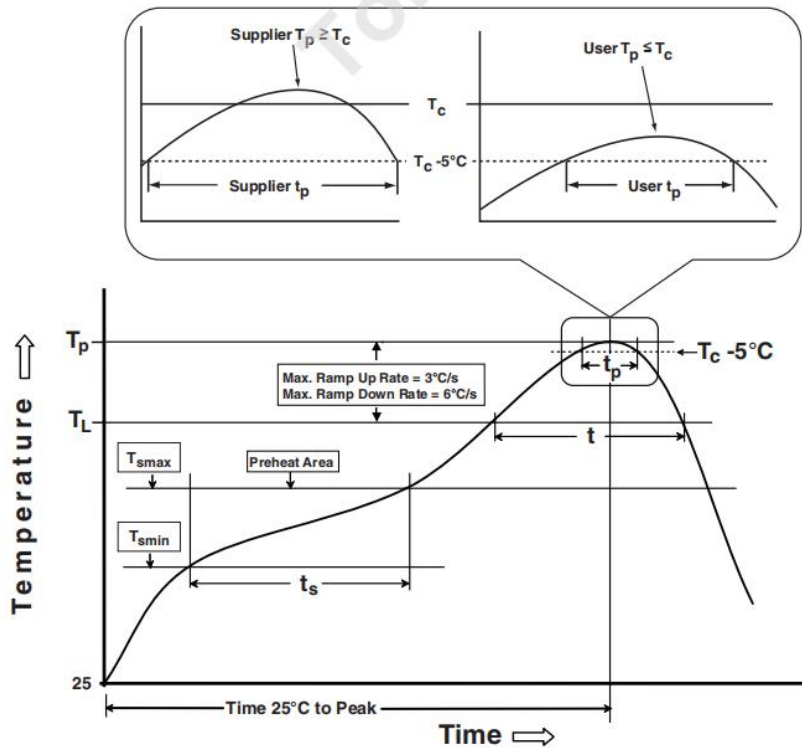 Supplier Tp ≥ Tc
User Tp ≤ Tc
Tc
Tc -5°C
Supplier tp
User tp
Tp
Tc -5°C
tp
Max. Ramp Up Rate = 3°C/s
Max. Ramp Down Rate = 6°C/s
TL
t
Tsmax
Preheat Area
Tsmin
ts
Temperature
25
Time 25°C to Peak
Time